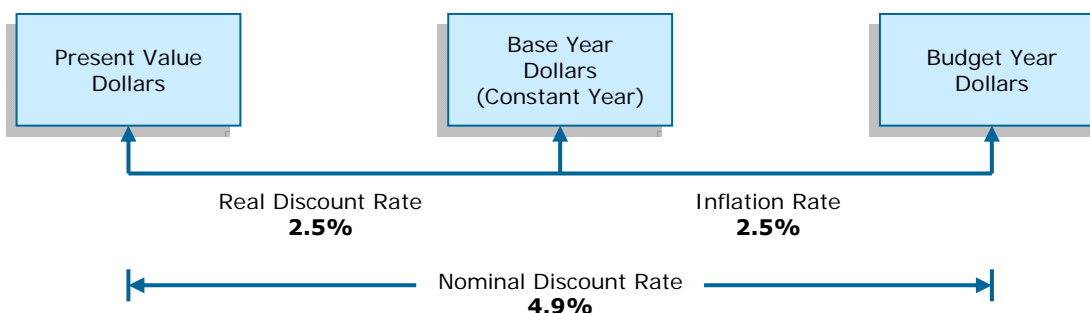 Present Value
Dollars
Base Year
Dollars
(Constant Year)
Budget Year
Dollars
Real Discount Rate
2.5%
Inflation Rate
2.5%
Nominal Discount Rate
4.9%